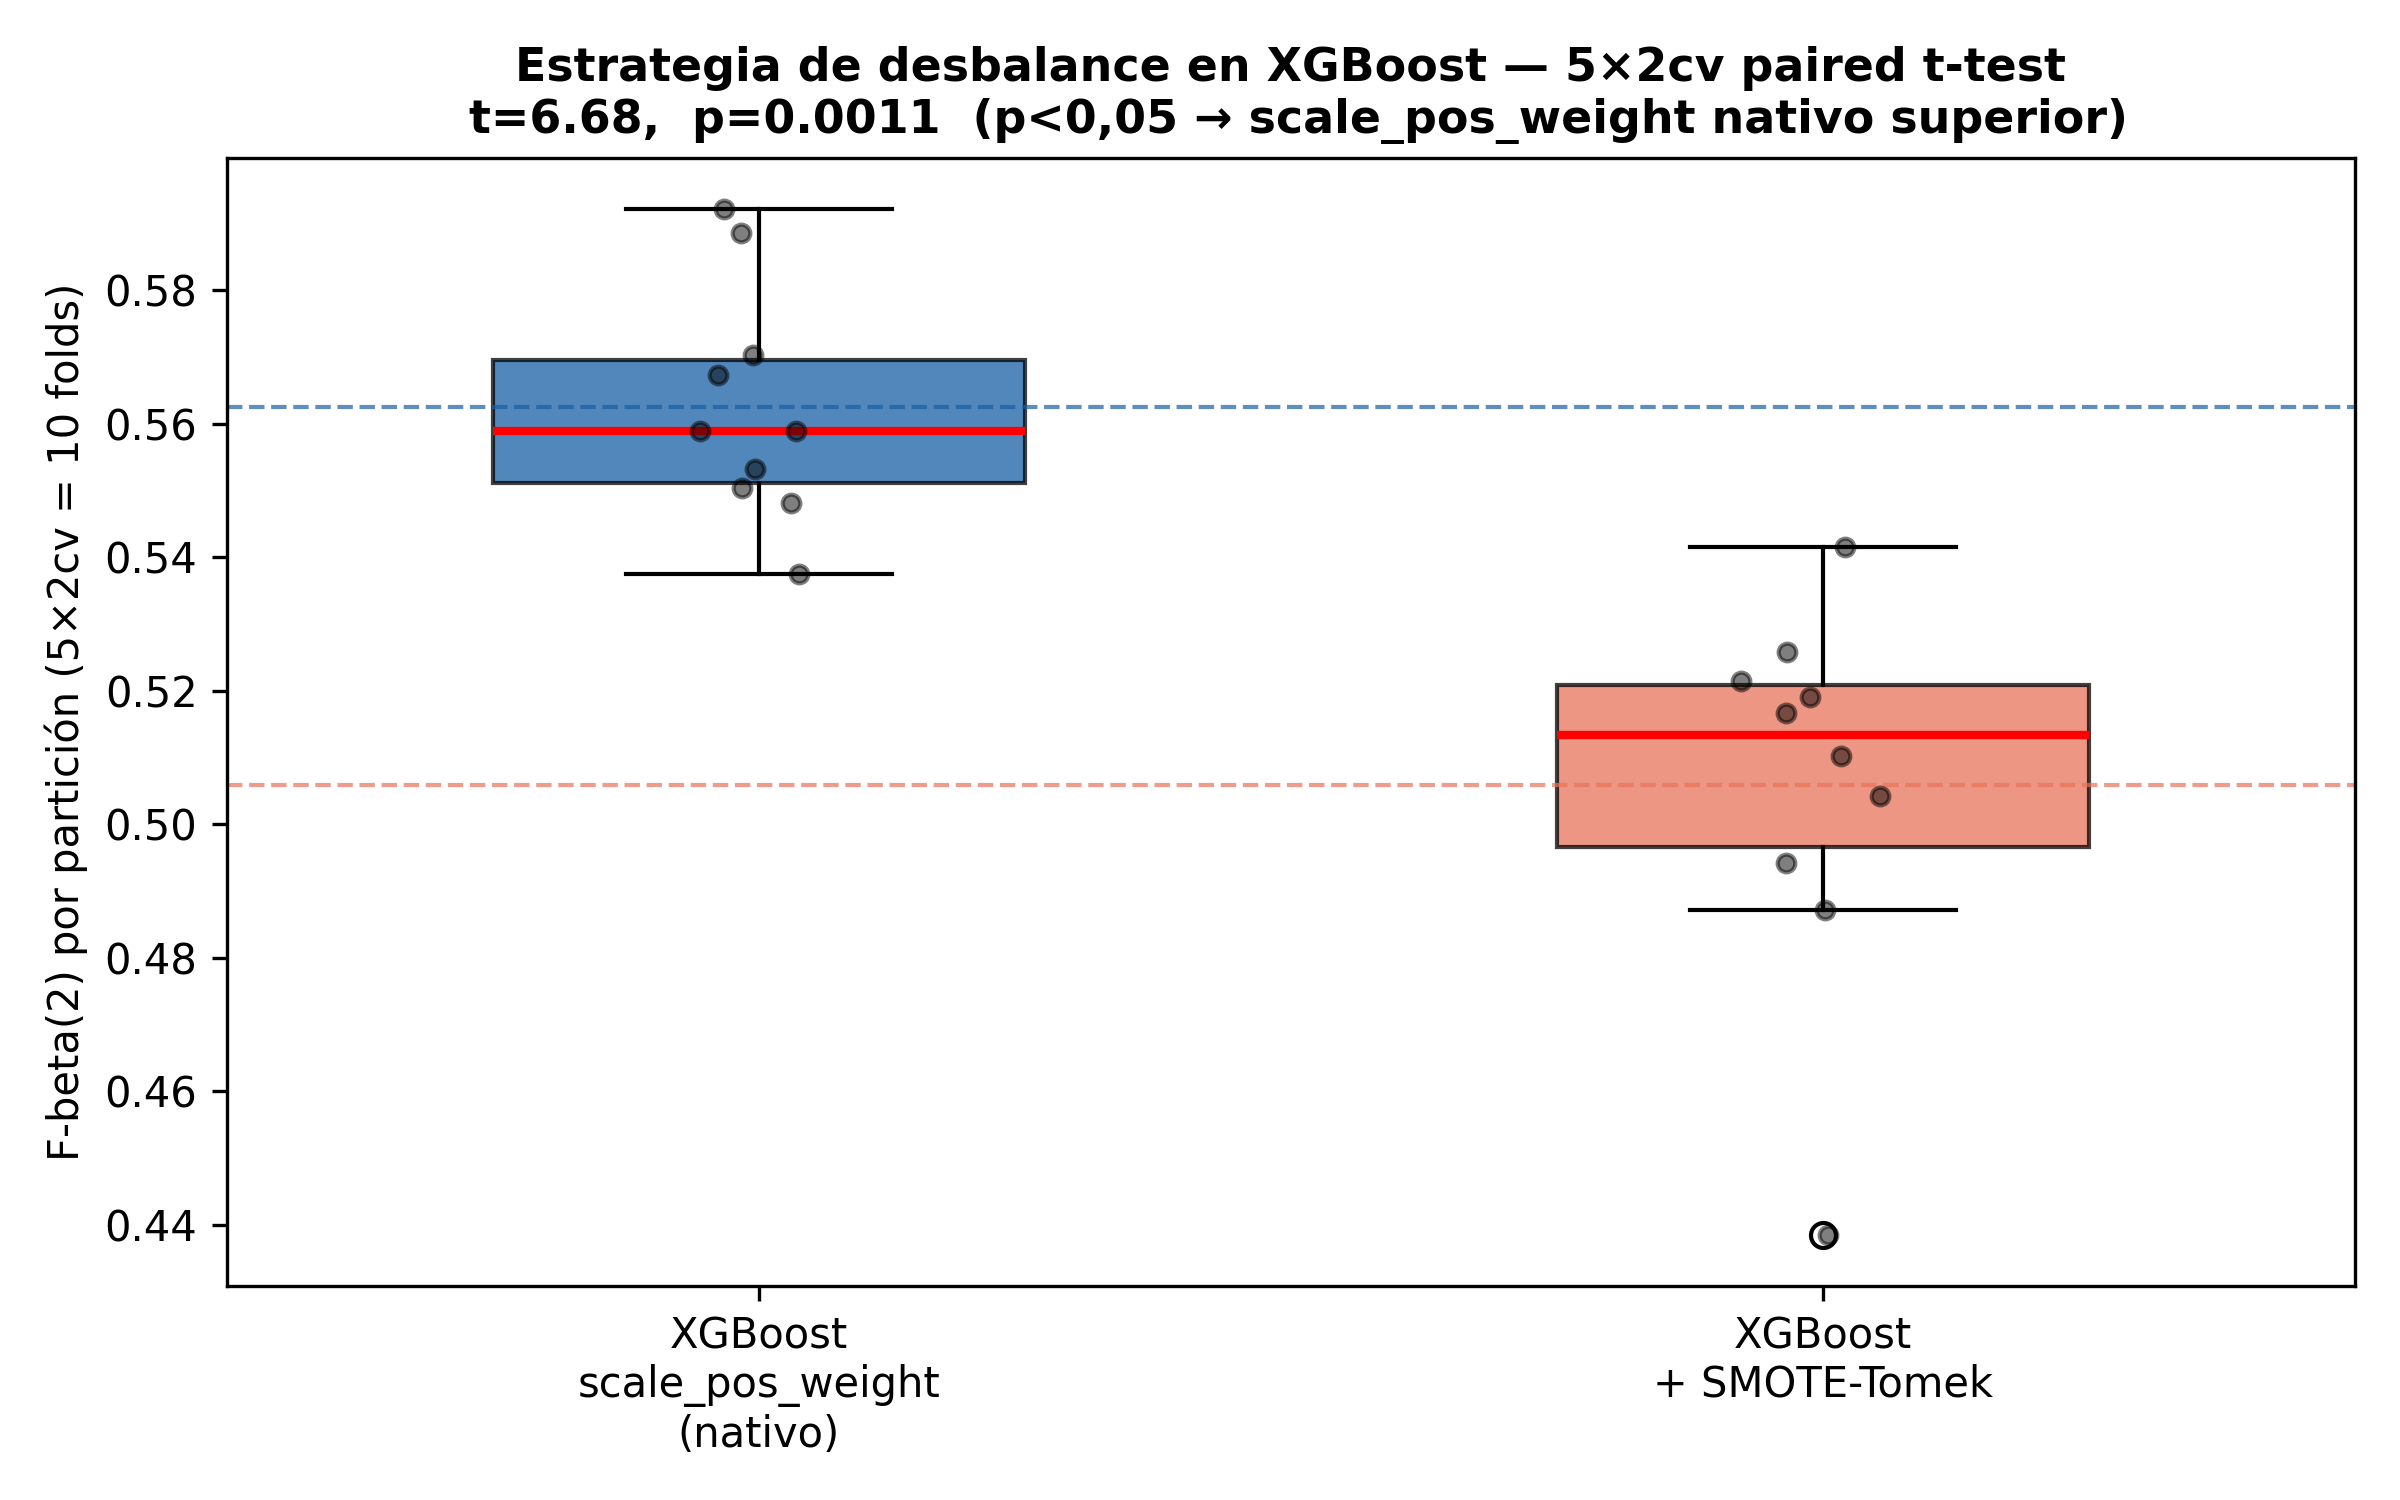 Estrategia de desbalance en XGBoost — 5×2cv paired t-test
t=6.68,  p=0.0011  (p<0,05 → scale_pos_weight nativo superior)
F-beta(2) por partición (5×2cv = 10 folds)
0.58
0.56
0.54
0.52
0.50
0.48
0.46
0.44
XGBoost
scale_pos_weight
(nativo)
XGBoost
+ SMOTE-Tomek